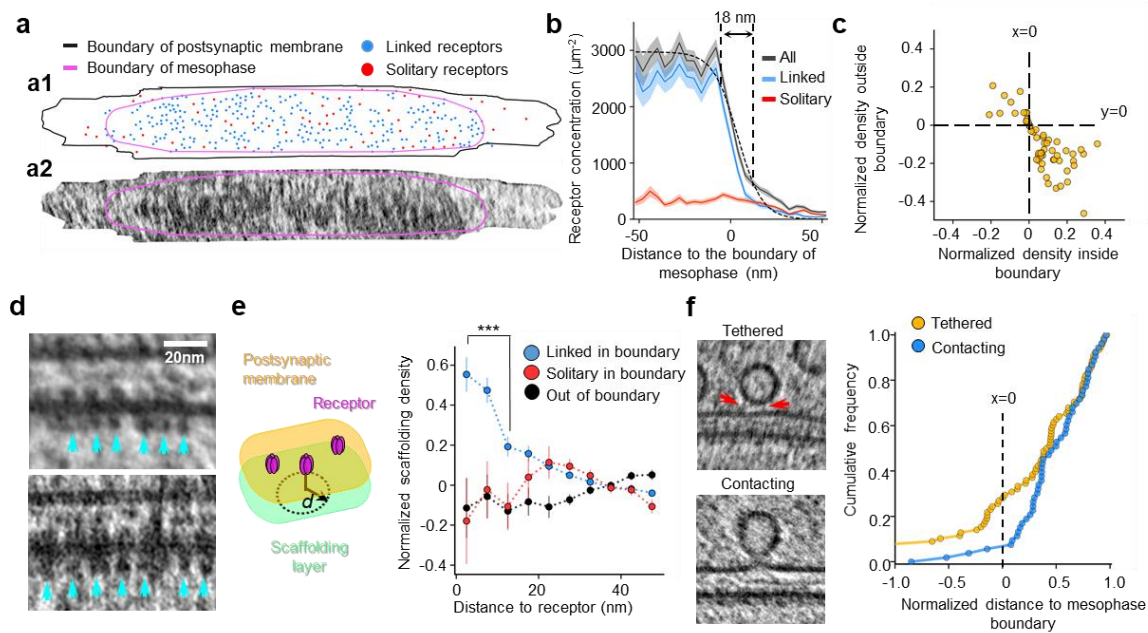 a
Boundary of postsynaptic membrane
Linked receptors
Boundary of mesophase
Solitary receptors
a1
a2
b
18 nm
Receptor concentration (μm⁻²)
3000
2000
1000
0
All
Linked
Solitary
-50
0
50
Distance to the boundary of
mesophase (nm)
c
x=0
y=0
Normalized density outside
boundary
0.4
0.2
0
-0.2
-0.4
-0.4
-0.2
0
0.2
0.4
Normalized density inside
boundary
d
20nm
e
Postsynaptic
membrane
Receptor
d
Scaffolding
layer
***
Linked in boundary
Solitary in boundary
Out of boundary
Normalized scaffolding density
0.6
0.4
0.2
0
-0.2
-0.4
0
20
40
Distance to receptor (nm)
f
Tethered
Contacting
Tethered
Contacting
x=0
Cumulative frequency
1.0
0.8
0.6
0.4
0.2
0.0
-1.0
-0.5
0
0.5
1.0
Normalized distance to mesophase
boundary